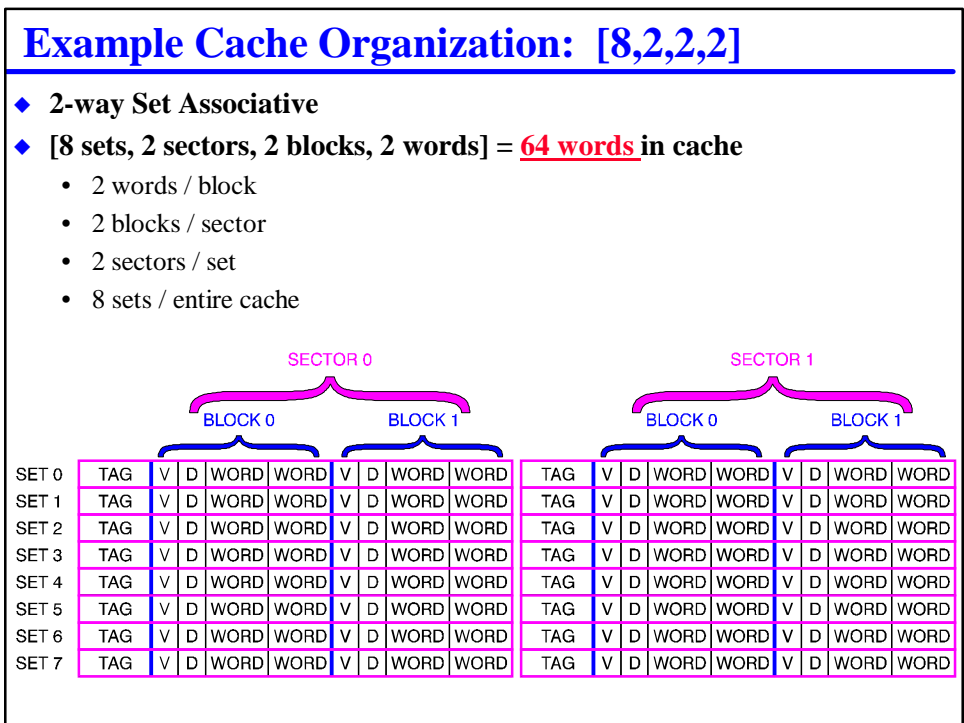 Example Cache Organization: [8,2,2,2]
◆ 2-way Set Associative
◆ [8 sets, 2 sectors, 2 blocks, 2 words] = 64 words in cache
• 2 words / block
• 2 blocks / sector
• 2 sectors / set
• 8 sets / entire cache
SECTOR 0 SECTOR 1
BLOCK 0 BLOCK 1 BLOCK 0 BLOCK 1
SET 0 TAG V D WORD WORD V D WORD WORD TAG V D WORD WORD V D WORD WORD
SET 1 TAG V D WORD WORD V D WORD WORD TAG V D WORD WORD V D WORD WORD
SET 2 TAG V D WORD WORD V D WORD WORD TAG V D WORD WORD V D WORD WORD
SET 3 TAG V D WORD WORD V D WORD WORD TAG V D WORD WORD V D WORD WORD
SET 4 TAG V D WORD WORD V D WORD WORD TAG V D WORD WORD V D WORD WORD
SET 5 TAG V D WORD WORD V D WORD WORD TAG V D WORD WORD V D WORD WORD
SET 6 TAG V D WORD WORD V D WORD WORD TAG V D WORD WORD V D WORD WORD
SET 7 TAG V D WORD WORD V D WORD WORD TAG V D WORD WORD V D WORD WORD